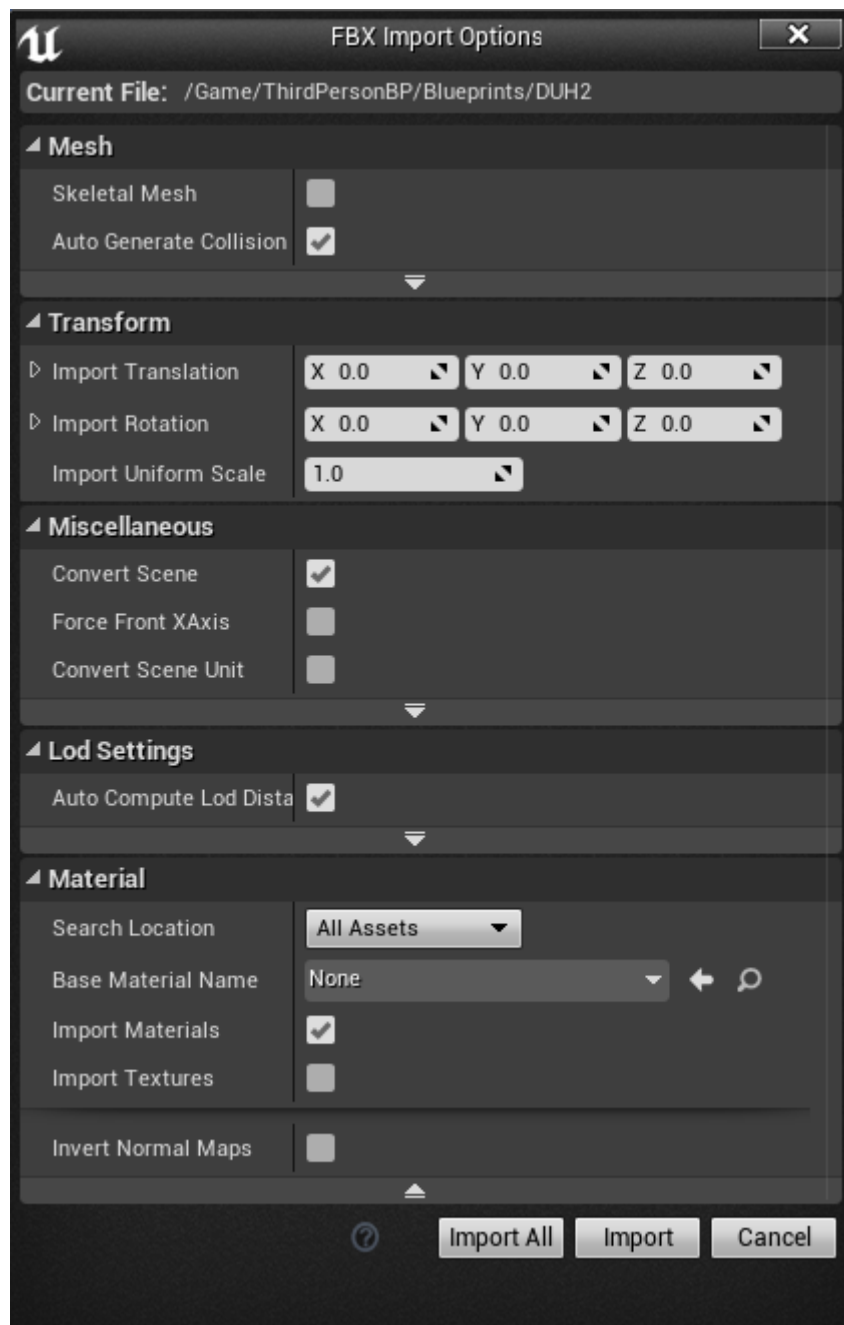 FBX Import Options
Current File: /Game/ThirdPersonBP/Blueprints/DUH2
Mesh
Skeletal Mesh
Auto Generate Collision
Transform
Import Translation X 0.0 Y 0.0 Z 0.0
Import Rotation X 0.0 Y 0.0 Z 0.0
Import Uniform Scale 1.0
Miscellaneous
Convert Scene
Force Front XAxis
Convert Scene Unit
Lod Settings
Auto Compute Lod Dista
Material
Search Location All Assets
Base Material Name None
Import Materials
Import Textures
Invert Normal Maps
? Import All Import Cancel